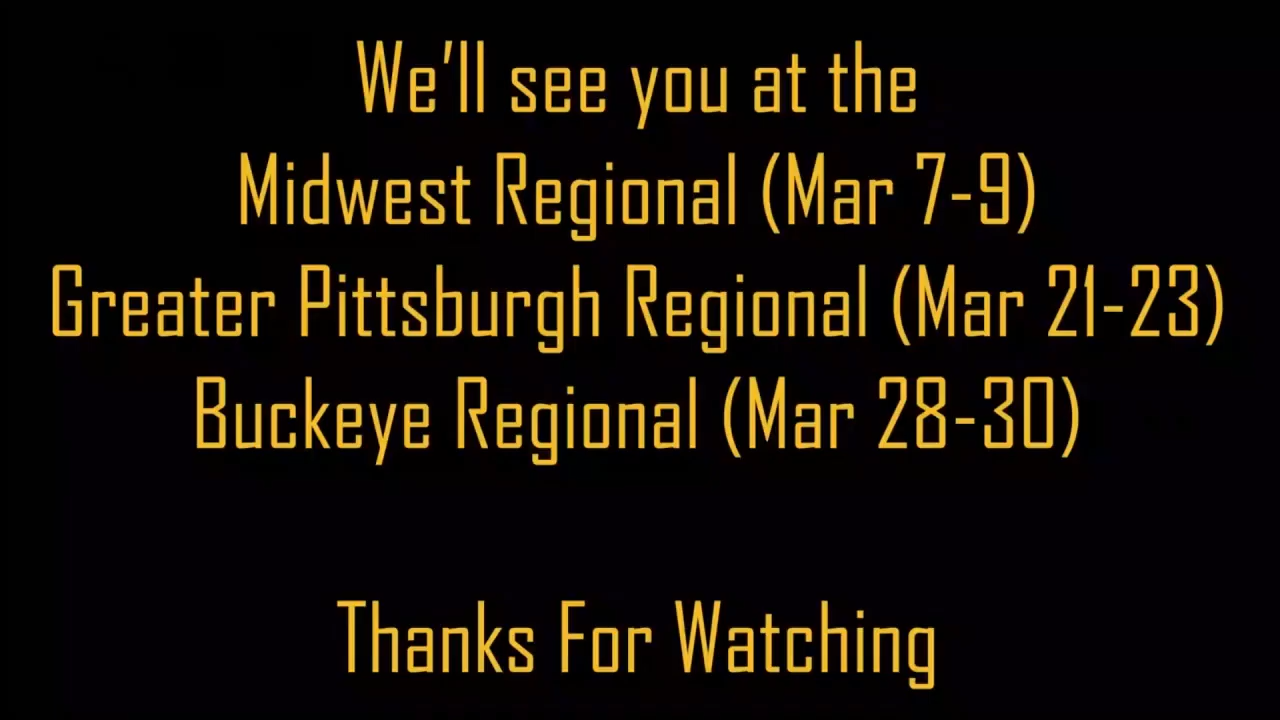 We’ll see you at the
Midwest Regional (Mar 7-9)
Greater Pittsburgh Regional (Mar 21-23)
Buckeye Regional (Mar 28-30)
Thanks For Watching